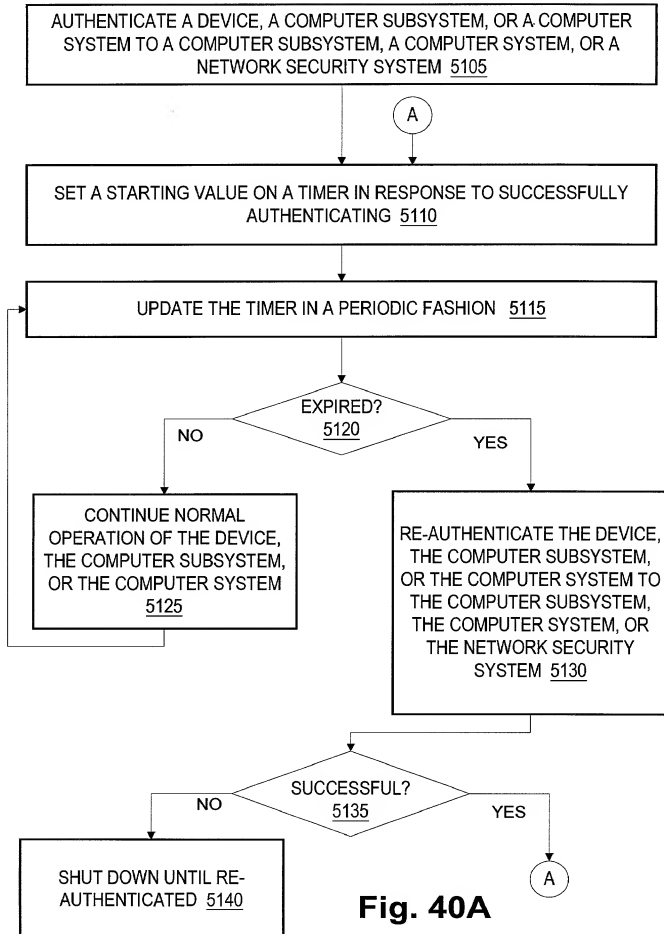 AUTHENTICATE A DEVICE, A COMPUTER SUBSYSTEM, OR A COMPUTER
SYSTEM TO A COMPUTER SUBSYSTEM, A COMPUTER SYSTEM, OR A
NETWORK SECURITY SYSTEM 5105
A
SET A STARTING VALUE ON A TIMER IN RESPONSE TO SUCCESSFULLY
AUTHENTICATING 5110
UPDATE THE TIMER IN A PERIODIC FASHION 5115
EXPIRED?
5120
NO
YES
CONTINUE NORMAL
OPERATION OF THE DEVICE,
THE COMPUTER SUBSYSTEM,
OR THE COMPUTER SYSTEM
5125
RE-AUTHENTICATE THE DEVICE,
THE COMPUTER SUBSYSTEM,
OR THE COMPUTER SYSTEM TO
THE COMPUTER SUBSYSTEM,
THE COMPUTER SYSTEM, OR
THE NETWORK SECURITY
SYSTEM 5130
SUCCESSFUL?
5135
NO
YES
SHUT DOWN UNTIL RE-
AUTHENTICATED 5140
A
Fig. 40A